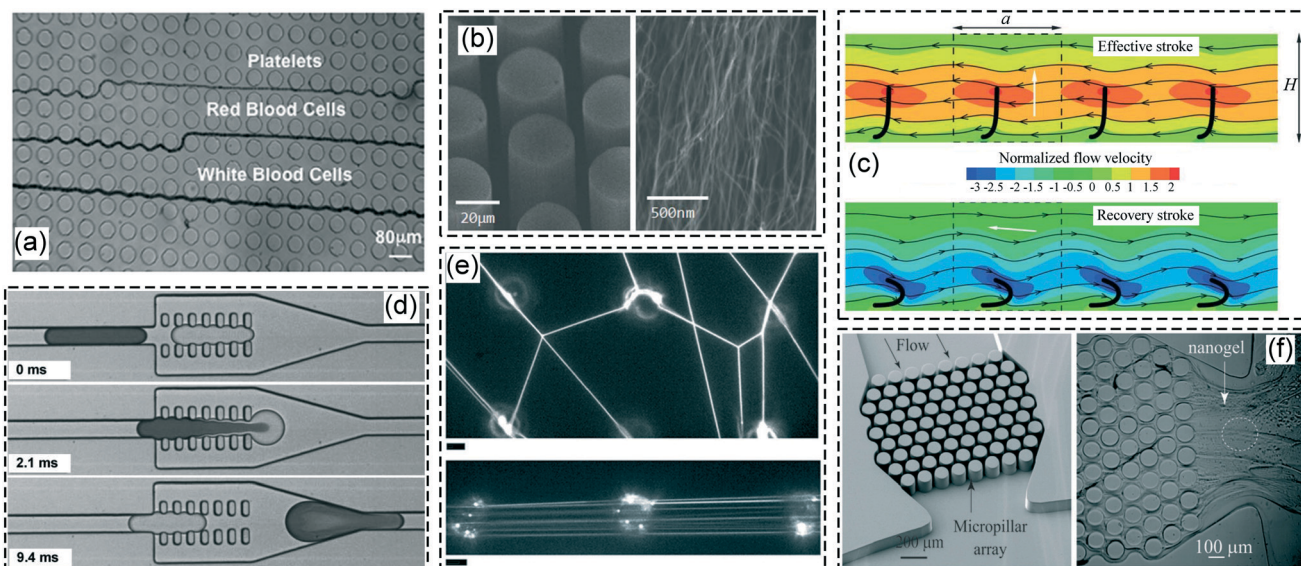 (a)
Platelets
Red Blood Cells
White Blood Cells
80μm
(b)
20μm
500nm
(c)
a
H
Effective stroke
Normalized flow velocity
-3 -2.5 -2 -1.5 -1 -0.5 0 0.5 1 1.5 2
Recovery stroke
(d)
0 ms
2.1 ms
9.4 ms
(e)
(f)
Flow
Micropillar
array
200 μm
nanogel
100 μm